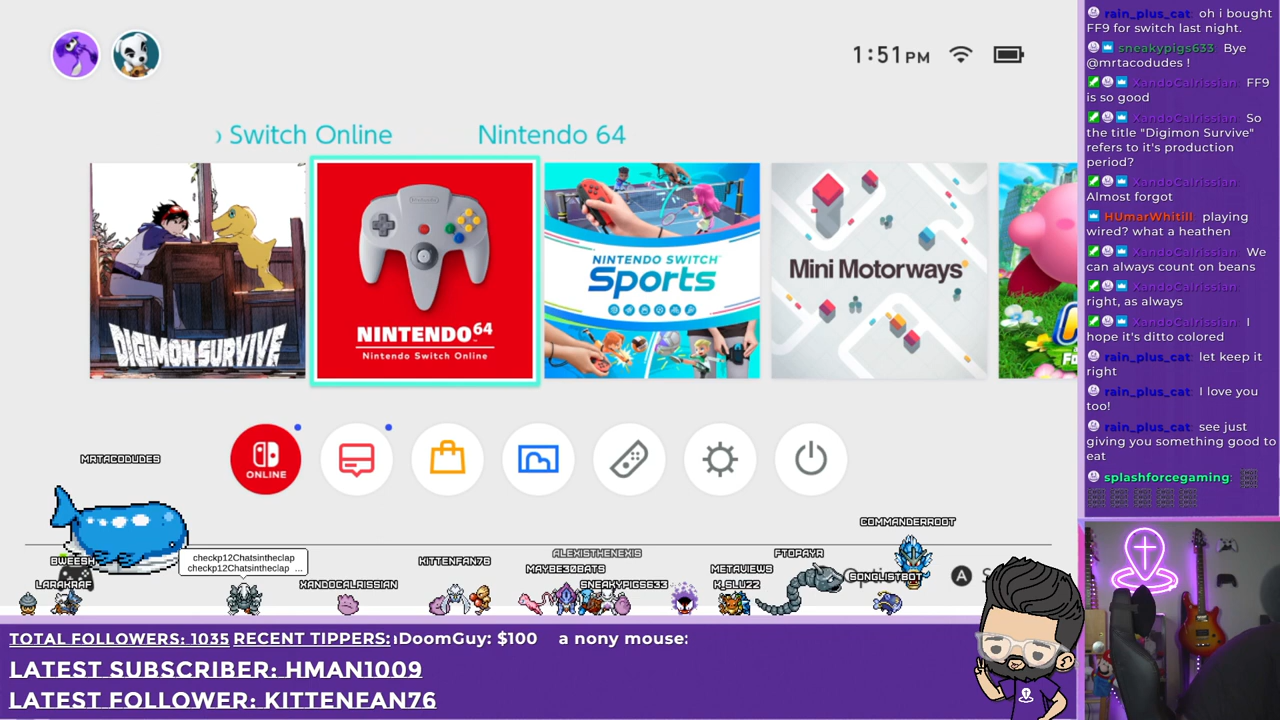 1:51 PM
Switch Online Nintendo 64
DIGIMON SURVIVE
NINTENDO 64
Nintendo Switch Online
NINTENDO SWITCH
Sports
Mini Motorways
ONLINE
MATACODUDES
COMMANDERROOT
BWEESH
checkp12Chatsintheclap
checkp12Chatsintheclap ...
KITTENFAN76
ALEXISTHENEXIS
FTOPAYR
MAYBE30BATS
METAVIEWS
SONGLISTBOT
A
LARAKRAF
XANDOCALRISSIAN
SNEAKYPIGS633
K_SLU22
TOTAL FOLLOWERS: 1035 RECENT TIPPERS: DoomGuy: $100 a nony mouse:
LATEST SUBSCRIBER: HMAN1009
LATEST FOLLOWER: KITTENFAN76
rain_plus_cat: oh i bought
FF9 for switch last night.
sneakypigs633: Bye
@mrtacodudes !
XandoCalrissian: FF9
is so good
XandoCalrissian: So
the title "Digimon Survive"
refers to it's production
period?
XandoCalrissian:
Almost forgot
HUmarWhitill: playing
wired? what a heathen
XandoCalrissian: We
can always count on beans
XandoCalrissian:
right, as always
XandoCalrissian: I
hope it's ditto colored
rain_plus_cat: let keep it
right
rain_plus_cat: I love you
too!
rain_plus_cat: see just
giving you something good to
eat
splashforcegaming: